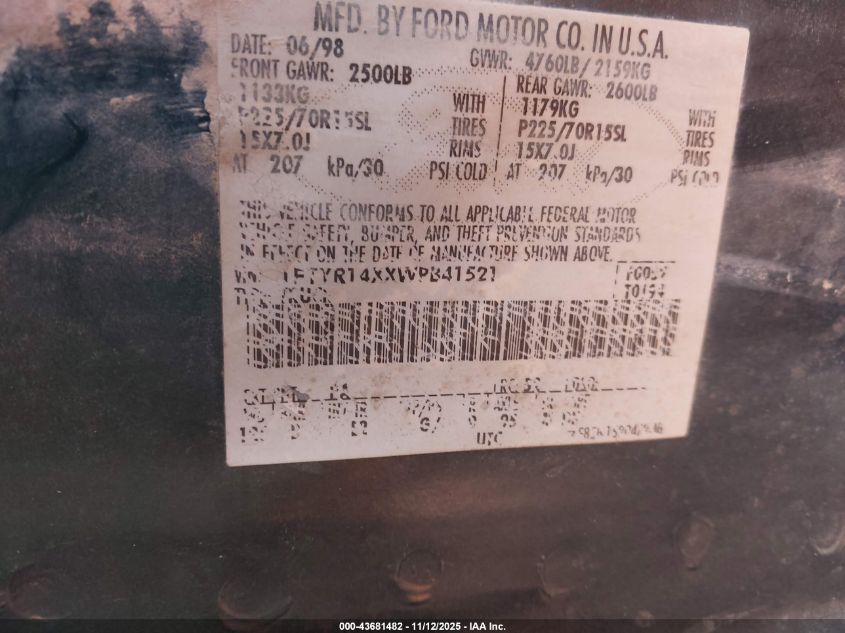 MFD. BY FORD MOTOR CO. IN U.S.A.
DATE: 06/98 GVWR: 4760LB/2159KG
FRONT GAWR: 2500LB REAR GAWR: 2600LB
1133KG WITH 1179KG WITH
P225/70R15SL TIRES P225/70R15SL TIRES
15X7.0J RIMS 15X7.0J RIMS
AT 207 kPa/30 PSI COLD AT 207 kPa/30 PSI COLD
THIS VEHICLE CONFORMS TO ALL APPLICABLE FEDERAL MOTOR
VEHICLE SAFETY, BUMPER, AND THEFT PREVENTION STANDARDS
IN EFFECT ON THE DATE OF MANUFACTURE SHOWN ABOVE.
VIN: 1FTYR14XXWPB41521
UTC
000-43681482 - 11/12/2025 - IAA Inc.